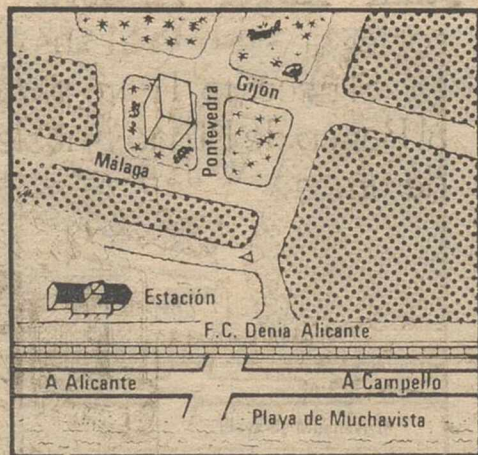 Gijón
Pontevedra
Málaga
Estación
F.C. Denia Alicante
A Alicante
A Campello
Playa de Muchavista